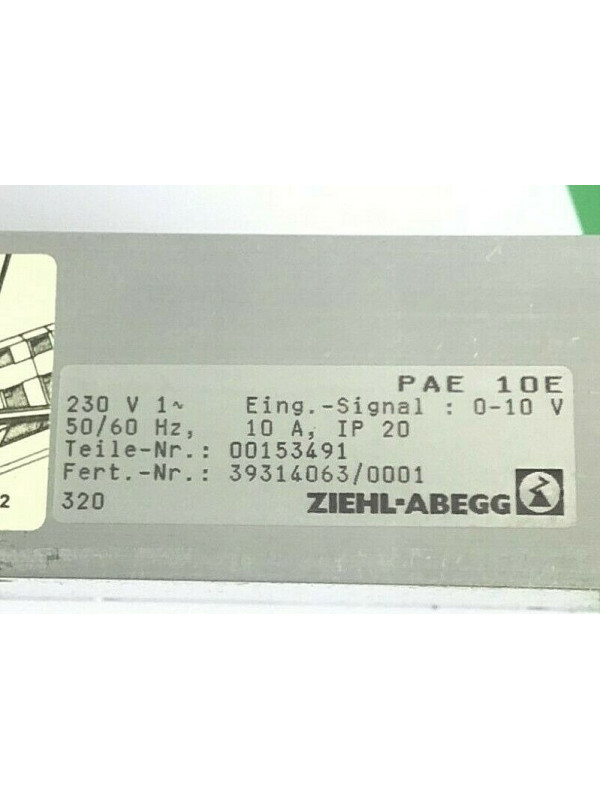 PAE 10E
230 V 1~ Eing.-Signal : 0-10 V
50/60 Hz, 10 A, IP 20
Teile-Nr.: 00153491
Fert.-Nr.: 39314063/0001
2
320 ZIEHL-ABEGG